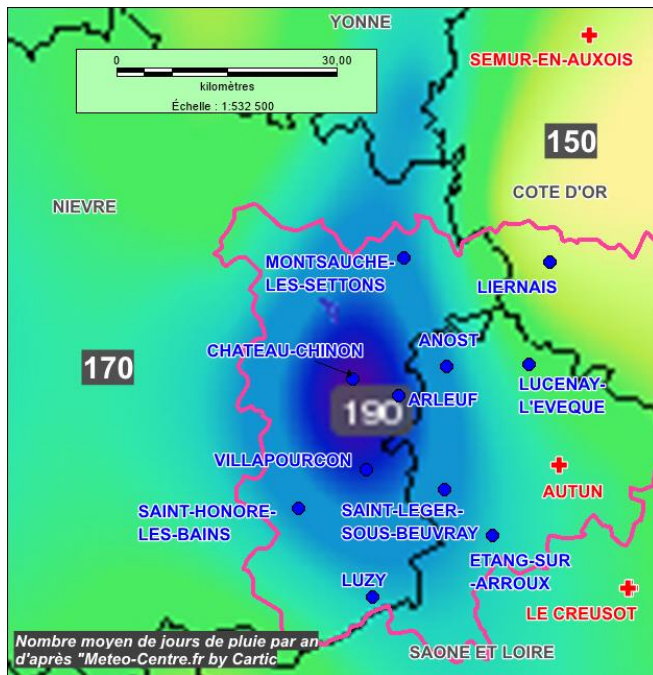 YONNE
0 30,00
kilomètres
Échelle : 1:532 500
SEMUR-EN-AUXOIS
150
COTE D'OR
NIEVRE
MONTSAUCHE-
LES-SETTONS
LIERNAIS
CHATEAU-CHINON
ANOST
170
LUCENAY-
L'EVEQUE
ARLEUF
190
VILLAPOURCON
AUTUN
SAINT-HONORE-
LES-BAINS
SAINT-LEGER-
SOUS-BEUVRAY
ETANG-SUR
-ARROUX
LUZY
LE CREUSOT
SAONE ET LOIRE
Nombre moyen de jours de pluie par an
d'après "Meteo-Centre.fr by Cartic